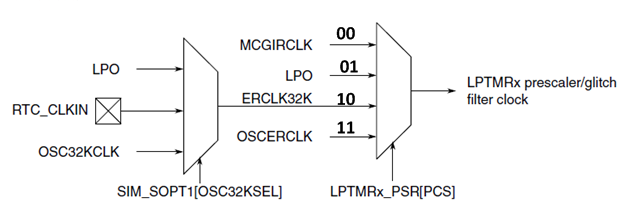 MCGIRCLK 00
LPO
LPO 01
RTC_CLKIN
ERCLK32K 10
LPTMRx prescaler/glitch
filter clock
OSC32KCLK
OSCERCLK 11
SIM_SOPT1[OSC32KSEL]
LPTMRx_PSR[PCS]